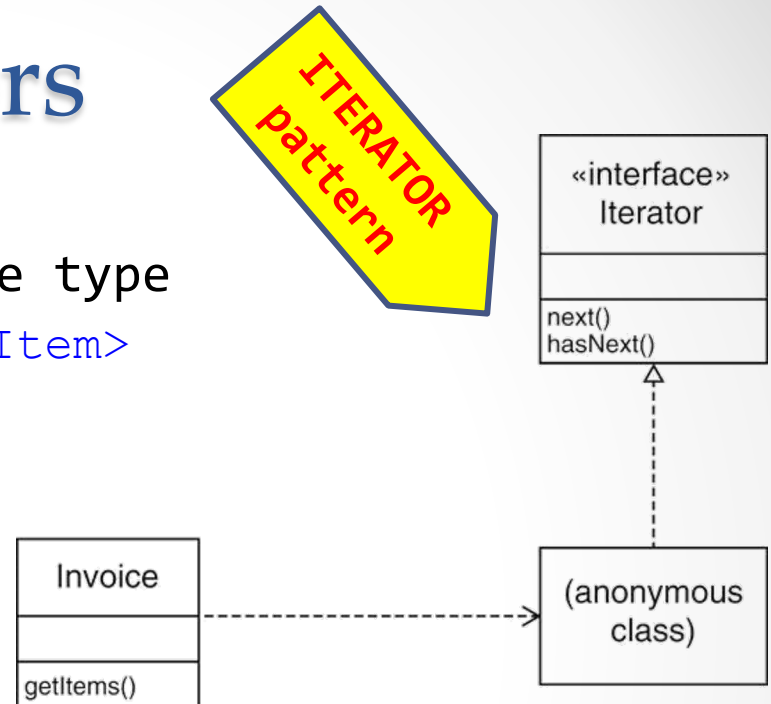 rs
ITERATOR
pattern
e type
Item>
«interface»
Iterator
next()
hasNext()
Invoice
getItems()
(anonymous
class)